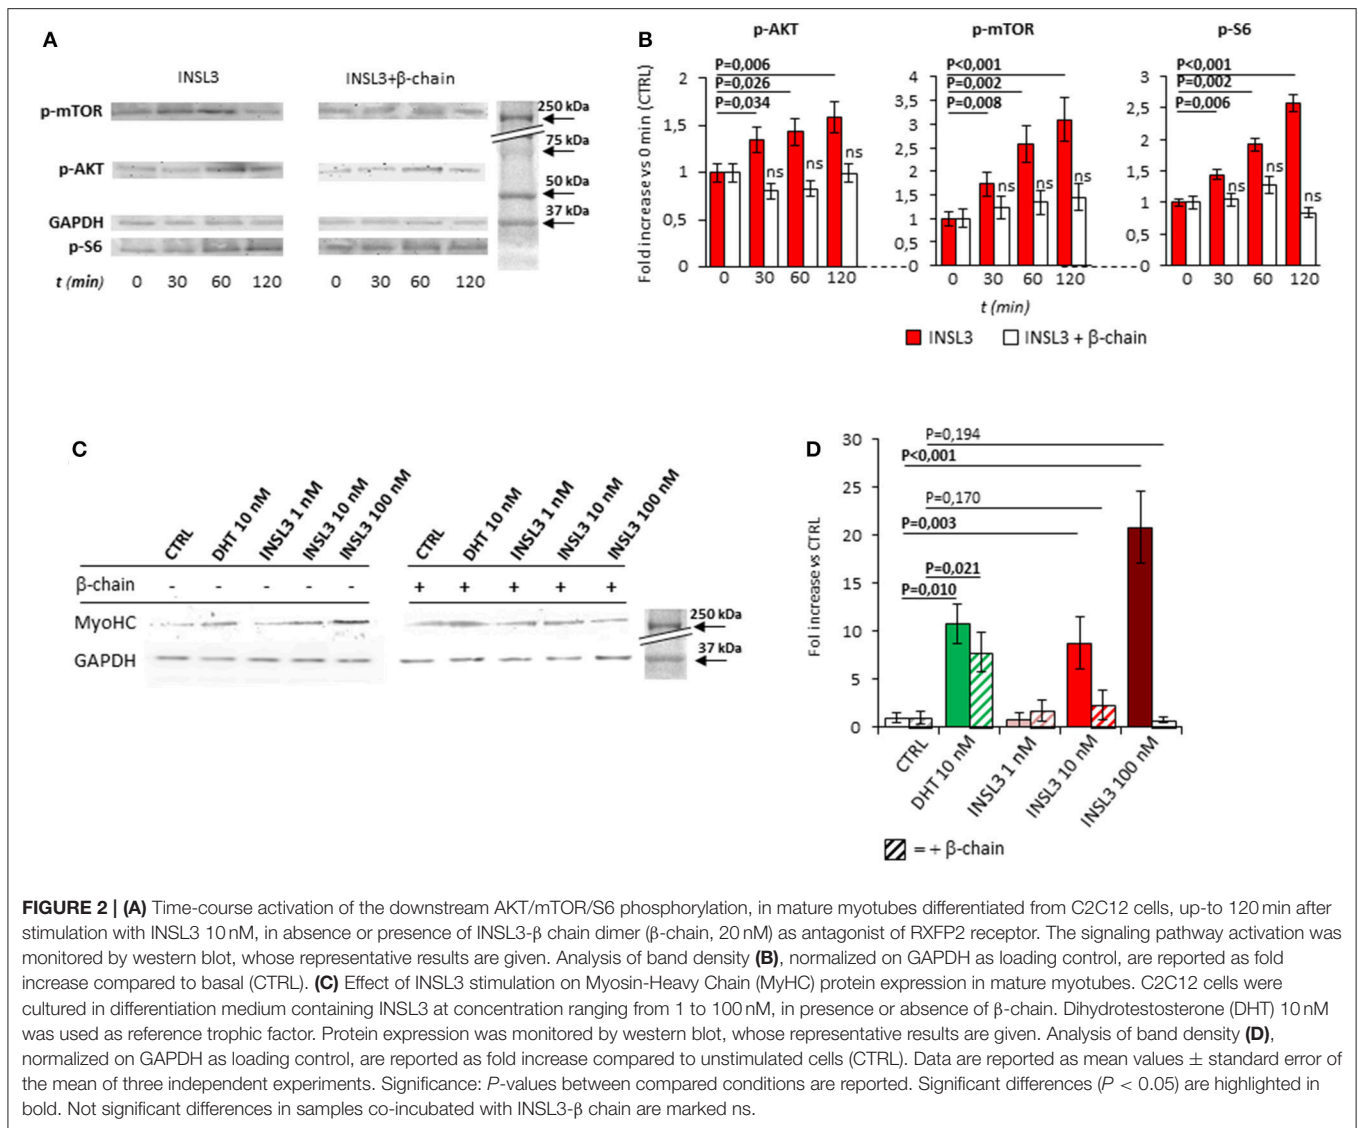 A
INSL3
INSL3+β-chain
p-mTOR
p-AKT
GAPDH
p-S6
250 kDa
75 kDa
50 kDa
37 kDa
t (min)
0 30 60 120
0 30 60 120
B
p-AKT
p-mTOR
p-S6
Fold increase vs 0 min (CTRL)
P=0,006
P=0,026
P=0,034
2
1,5
1
0,5
0
ns
ns
ns
0 30 60 120
P<0,001
P=0,002
P=0,008
4
3,5
3
2,5
2
1,5
1
0,5
0
ns
ns
ns
0 30 60 120
P<0,001
P=0,002
P=0,006
3
2,5
2
1,5
1
0,5
0
ns
ns
ns
0 30 60 120
t (min)
INSL3
INSL3 + β-chain
C
CTRL
DHT 10 nM
INSL3 1 nM
INSL3 10 nM
INSL3 100 nM
CTRL
DHT 10 nM
INSL3 1 nM
INSL3 10 nM
INSL3 100 nM
β-chain - - - - - + + + + +
MyoHC
GAPDH
250 kDa
37 kDa
D
Fol increase vs CTRL
30
25
20
15
10
5
0
P=0,194
P<0,001
P=0,170
P=0,003
P=0,021
P=0,010
CTRL
DHT 10 nM
INSL3 1 nM
INSL3 10 nM
INSL3 100 nM
= + β-chain
FIGURE 2 | (A) Time-course activation of the downstream AKT/mTOR/S6 phosphorylation, in mature myotubes differentiated from C2C12 cells, up-to 120 min after
stimulation with INSL3 10 nM, in absence or presence of INSL3-β chain dimer (β-chain, 20 nM) as antagonist of RXFP2 receptor. The signaling pathway activation was
monitored by western blot, whose representative results are given. Analysis of band density (B), normalized on GAPDH as loading control, are reported as fold
increase compared to basal (CTRL). (C) Effect of INSL3 stimulation on Myosin-Heavy Chain (MyHC) protein expression in mature myotubes. C2C12 cells were
cultured in differentiation medium containing INSL3 at concentration ranging from 1 to 100 nM, in presence or absence of β-chain. Dihydrotestosterone (DHT) 10 nM
was used as reference trophic factor. Protein expression was monitored by western blot, whose representative results are given. Analysis of band density (D),
normalized on GAPDH as loading control, are reported as fold increase compared to unstimulated cells (CTRL). Data are reported as mean values ± standard error of
the mean of three independent experiments. Significance: P-values between compared conditions are reported. Significant differences (P < 0.05) are highlighted in
bold. Not significant differences in samples co-incubated with INSL3-β chain are marked ns.